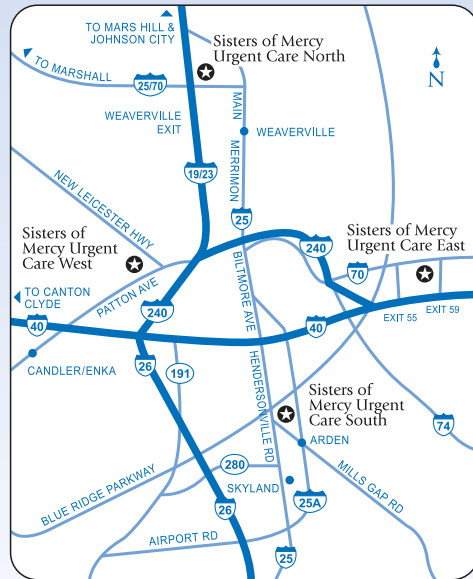 TO MARS HILL &
JOHNSON CITY
Sisters of Mercy
Urgent Care North
TO MARSHALL
25/70
N
MAIN
WEAVERVILLE
EXIT
WEAVERVILLE
MERRIMON
19/23
NEW LEICESTER HWY
25
Sisters of
Mercy Urgent
Care West
240
Sisters of Mercy
Urgent Care East
70
BILTMORE AVE
TO CANTON
CLYDE
PATTON AVE
240
40
40
EXIT 55
EXIT 59
CANDLER/ENKA
26
191
HENDERSONVILLE RD
Sisters of
Mercy Urgent
Care South
74
ARDEN
BLUE RIDGE PARKWAY
280
SKYLAND
MILLS GAP RD
26
25A
AIRPORT RD
25